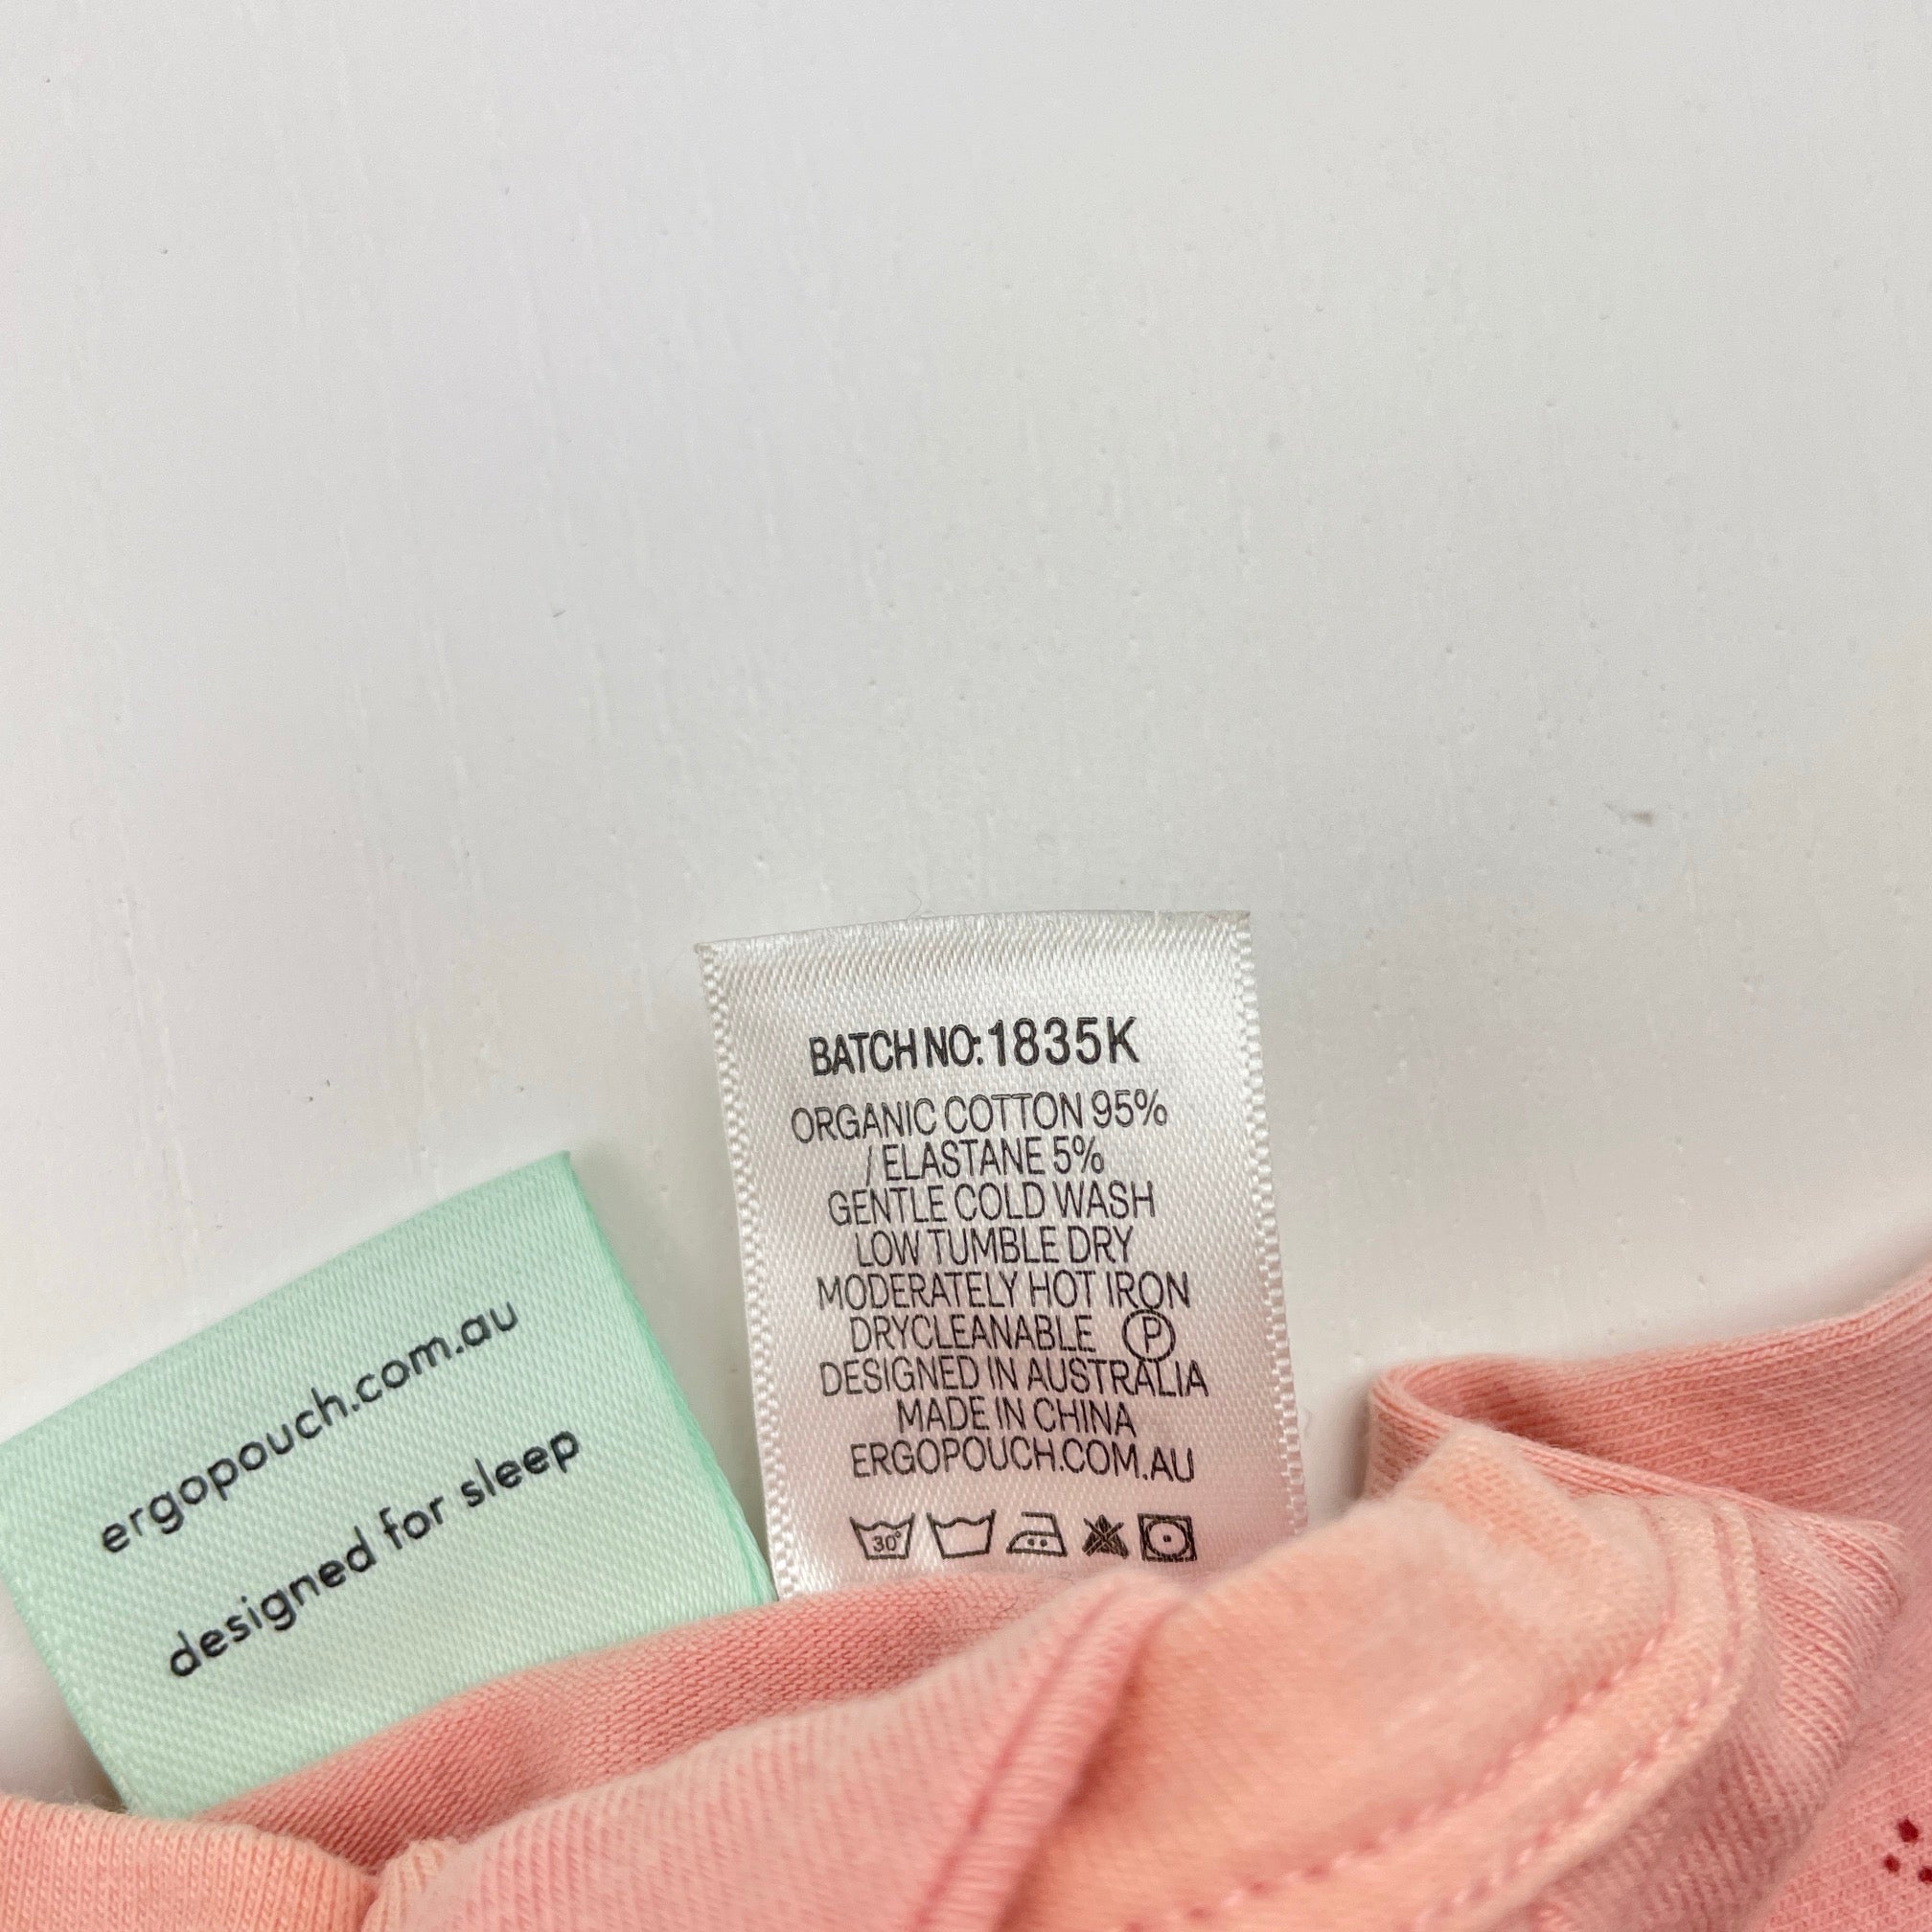 BATCH NO: 1835K
ORGANIC COTTON 95%
/ ELASTANE 5%
GENTLE COLD WASH
LOW TUMBLE DRY
MODERATELY HOT IRON
DRYCLEANABLE Ⓟ
DESIGNED IN AUSTRALIA
MADE IN CHINA
ERGOPOUCH.COM.AU
30°
ergopouch.com.au
designed for sleep